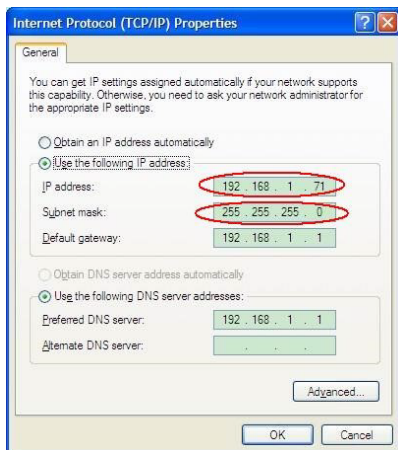 Internet Protocol (TCP/IP) Properties
General
You can get IP settings assigned automatically if your network supports
this capability. Otherwise, you need to ask your network administrator for
the appropriate IP settings.
Obtain an IP address automatically
Use the following IP address:
IP address: 192 . 168 . 1 . 71
Subnet mask: 255 . 255 . 255 . 0
Default gateway: 192 . 168 . 1 . 1
Obtain DNS server address automatically
Use the following DNS server addresses:
Preferred DNS server: 192 . 168 . 1 . 1
Alternate DNS server: . . .
Advanced...
OK Cancel